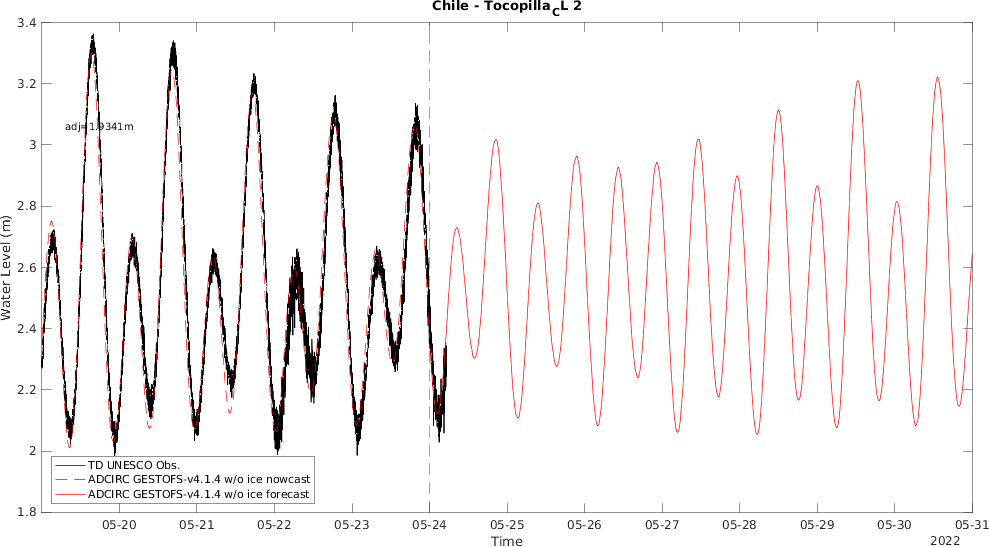 Chile - Tocopilla_CL 2
3.4
3.2
3
2.8
2.6
2.4
2.2
2
1.8
Water Level (m)
adj=1.9341m
TD UNESCO Obs.
ADCIRC GESTOFS-v4.1.4 w/o ice nowcast
ADCIRC GESTOFS-v4.1.4 w/o ice forecast
05-20 05-21 05-22 05-23 05-24 05-25 05-26 05-27 05-28 05-29 05-30 05-31
Time
2022